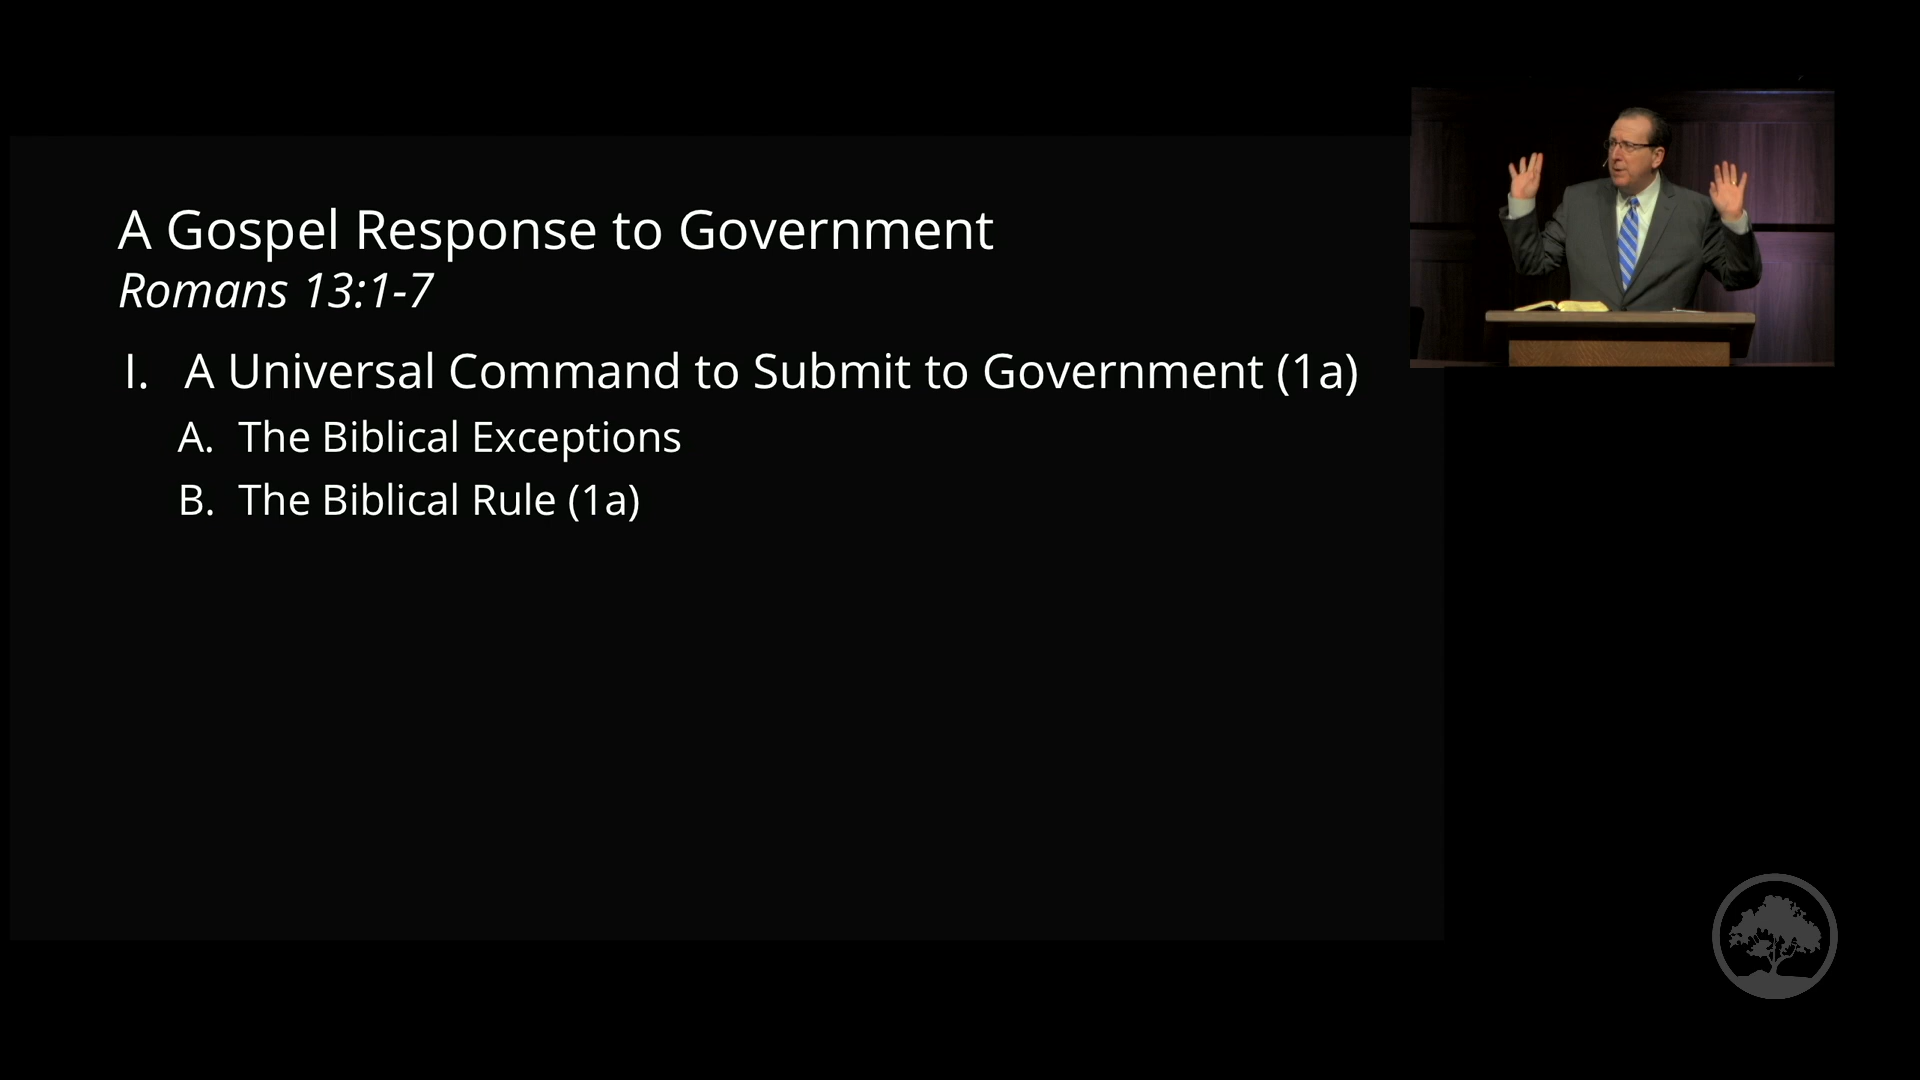 A Gospel Response to Government
Romans 13:1-7
I. A Universal Command to Submit to Government (1a)
A. The Biblical Exceptions
B. The Biblical Rule (1a)